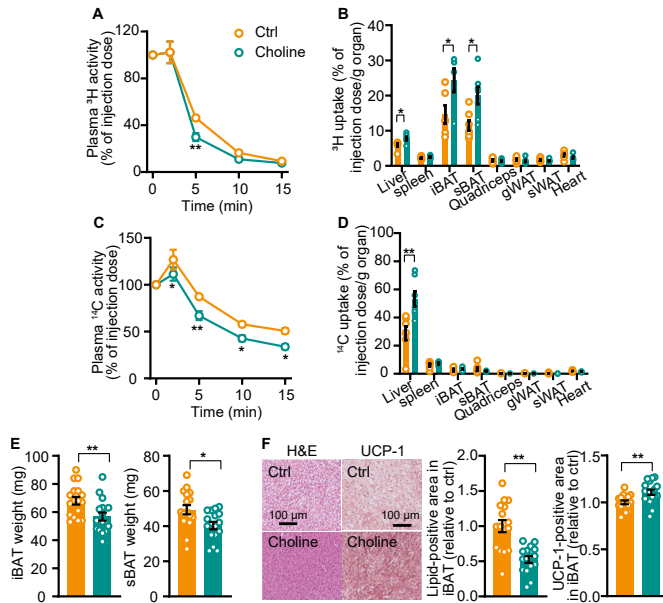 A
Ctrl
Choline
Plasma ³H activity
(% of injection dose)
120
80
40
0
**
0 5 10 15
Time (min)
B
³H uptake (% of
injection dose/g organ)
40
30
20
10
0
*
*
*
Liver
spleen
iBAT
sBAT
Quadriceps
gWAT
sWAT
Heart
C
Plasma ¹⁴C activity
(% of injection dose)
150
100
50
0
*
**
*
*
0 5 10 15
Time (min)
D
¹⁴C uptake (% of
injection dose/g organ)
100
80
60
40
20
0
**
Liver
spleen
iBAT
sBAT
Quadriceps
gWAT
sWAT
Heart
E
iBAT weight (mg)
100
80
60
40
20
0
**
sBAT weight (mg)
80
60
40
20
0
*
F
H&E
UCP-1
Ctrl
Ctrl
100 μm
100 μm
Choline
Choline
Lipid-positive area in
iBAT (relative to ctrl)
2.0
1.5
1.0
0.5
0.0
**
UCP-1-positive area
in iBAT (relative to ctrl)
1.5
1.0
0.5
0.0
**